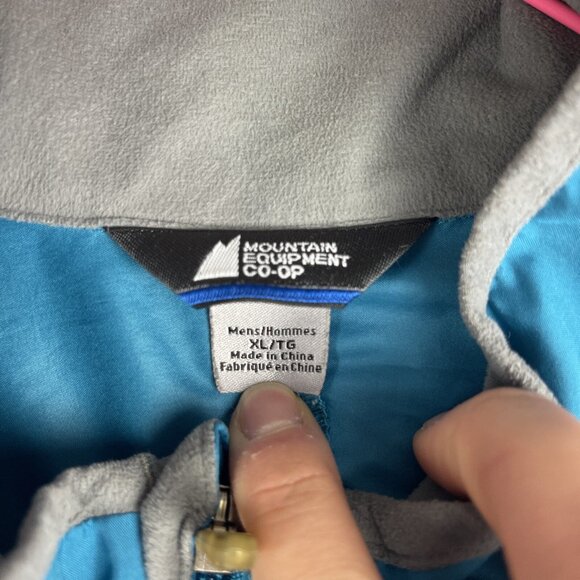 MOUNTAIN
EQUIPMENT
CO-OP
Mens/Hommes
XL/TG
Made in China
Fabriqué en Chine